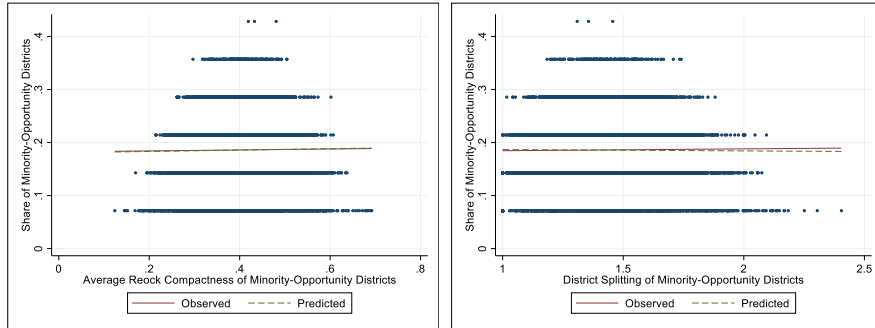 Share of Minority-Opportunity Districts
.4
.3
.2
.1
0
0 .2 .4 .6 .8
Average Reock Compactness of Minority-Opportunity Districts
Observed Predicted
Share of Minority-Opportunity Districts
.4
.3
.2
.1
0
1 1.5 2 2.5
District Splitting of Minority-Opportunity Districts
Observed Predicted